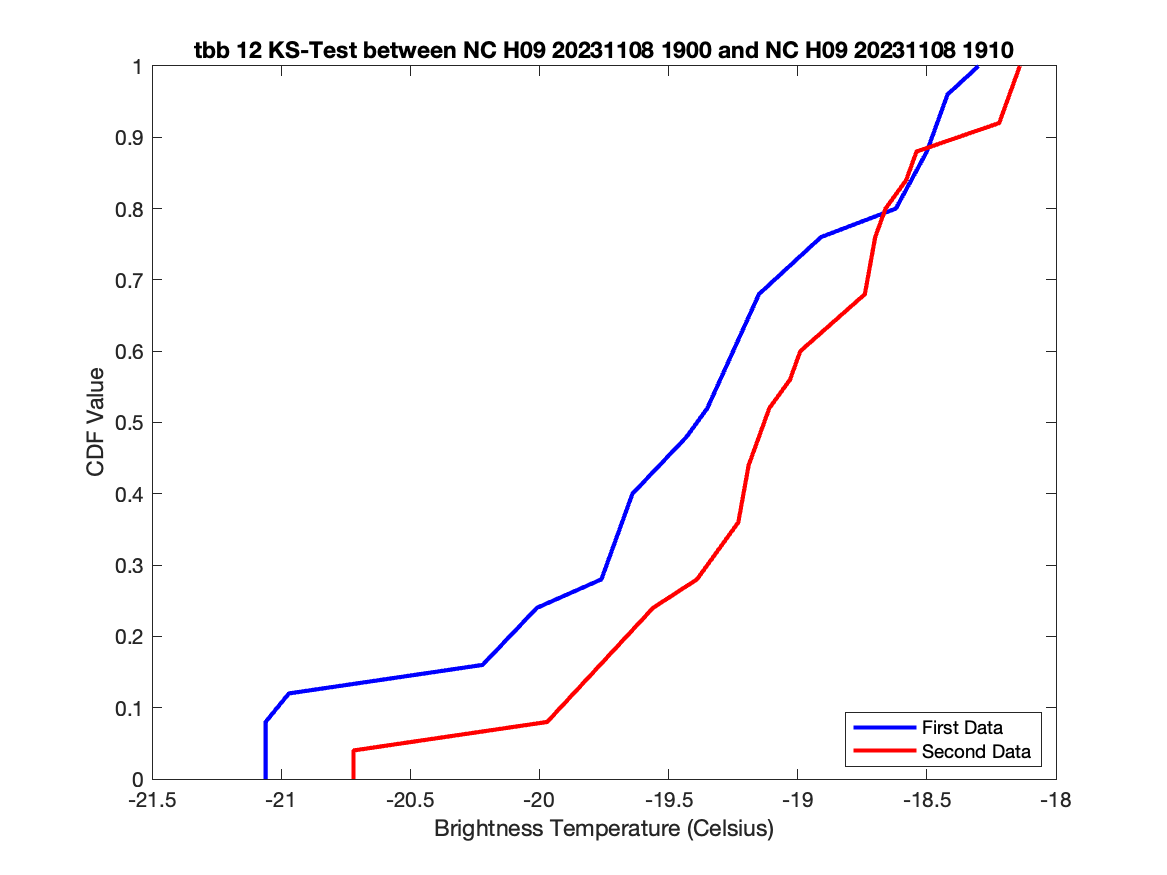 tbb 12 KS-Test between NC H09 20231108 1900 and NC H09 20231108 1910
1
0.9
0.8
0.7
0.6
0.5
0.4
0.3
0.2
0.1
0
CDF Value
First Data
Second Data
-21.5 -21 -20.5 -20 -19.5 -19 -18.5 -18
Brightness Temperature (Celsius)